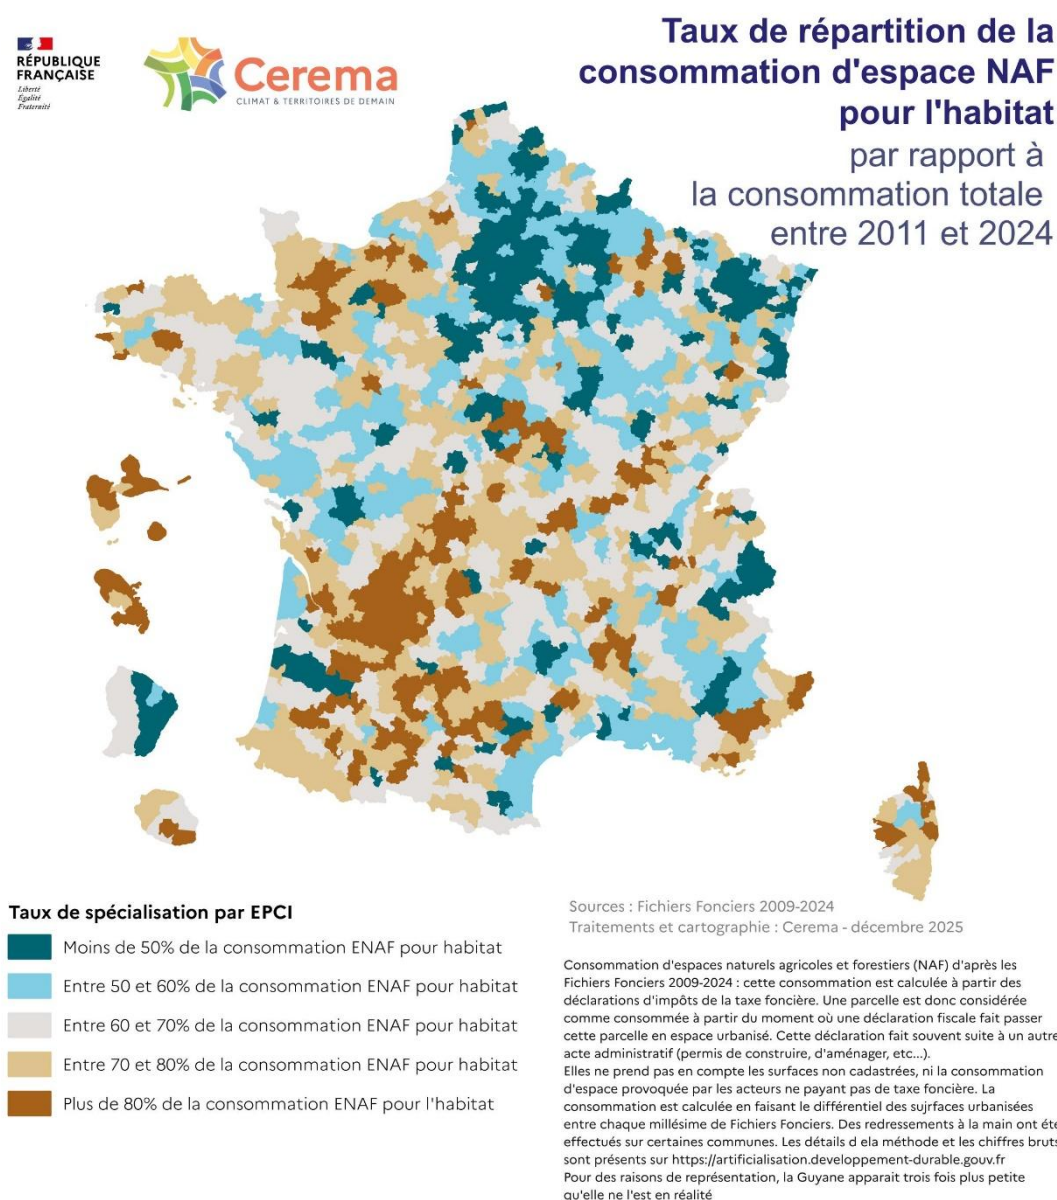 RÉPUBLIQUE
FRANÇAISE
Liberté
Égalité
Fraternité
Cerema
CLIMAT & TERRITOIRES DE DEMAIN
Taux de répartition de la
consommation d'espace NAF
pour l'habitat
par rapport à
la consommation totale
entre 2011 et 2024
Taux de spécialisation par EPCI
Moins de 50% de la consommation ENAF pour habitat
Entre 50 et 60% de la consommation ENAF pour habitat
Entre 60 et 70% de la consommation ENAF pour habitat
Entre 70 et 80% de la consommation ENAF pour habitat
Plus de 80% de la consommation ENAF pour l'habitat
Sources : Fichiers Fonciers 2009-2024
Traitements et cartographie : Cerema - décembre 2025
Consommation d'espaces naturels agricoles et forestiers (NAF) d'après les
Fichiers Fonciers 2009-2024 : cette consommation est calculée à partir des
déclarations d'impôts de la taxe foncière. Une parcelle est donc considérée
comme consommée à partir du moment où une déclaration fiscale fait passer
cette parcelle en espace urbanisé. Cette déclaration fait souvent suite à un autre
acte administratif (permis de construire, d'aménager, etc...).
Elles ne prend pas en compte les surfaces non cadastrées, ni la consommation
d'espace provoquée par les acteurs ne payant pas de taxe foncière. La
consommation est calculée en faisant le différentiel des sujrfaces urbanisées
entre chaque millésime de Fichiers Fonciers. Des redressements à la main ont éte
effectués sur certaines communes. Les détails d ela méthode et les chiffres bruts
sont présents sur https://artificialisation.developpement-durable.gouv.fr
Pour des raisons de représentation, la Guyane apparait trois fois plus petite
qu'elle ne l'est en réalité